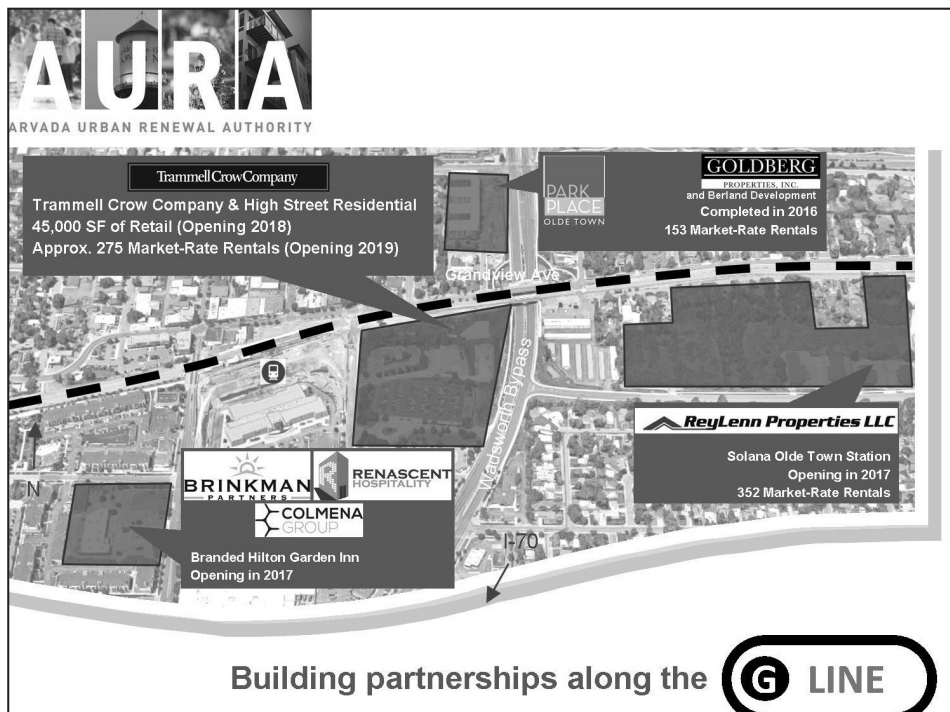 AURA
ARVADA URBAN RENEWAL AUTHORITY
TrammellCrowCompany
Trammell Crow Company & High Street Residential
45,000 SF of Retail (Opening 2018)
Approx. 275 Market-Rate Rentals (Opening 2019)
PARK
PLACE
OLDE TOWN
GOLDBERG
PROPERTIES, INC.
and Berland Development
Completed in 2016
153 Market-Rate Rentals
Grandview Ave
Wadsworth Bypass
ReyLenn Properties LLC
Solana Olde Town Station
Opening in 2017
352 Market-Rate Rentals
N
BRINKMAN
PARTNERS
RENASCENT
HOSPITALITY
COLMENA
GROUP
Branded Hilton Garden Inn
Opening in 2017
I-70
Building partnerships along the
G LINE